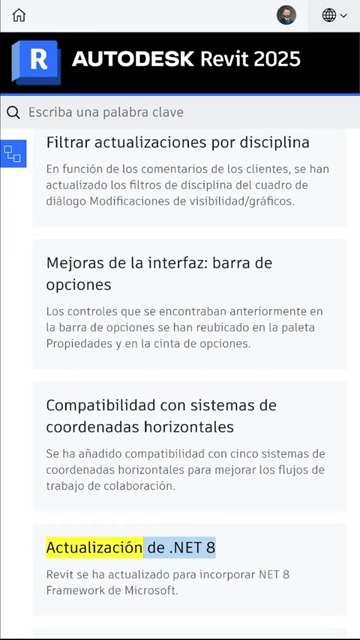 R AUTODESK Revit 2025
Escriba una palabra clave
Filtrar actualizaciones por disciplina
En función de los comentarios de los clientes, se han
actualizado los filtros de disciplina del cuadro de
diálogo Modificaciones de visibilidad/gráficos.
Mejoras de la interfaz: barra de
opciones
Los controles que se encontraban anteriormente en
la barra de opciones se han reubicado en la paleta
Propiedades y en la cinta de opciones.
Compatibilidad con sistemas de
coordenadas horizontales
Se ha añadido compatibilidad con cinco sistemas de
coordenadas horizontales para mejorar los flujos de
trabajo de colaboración.
Actualización de .NET 8
Revit se ha actualizado para incorporar NET 8
Framework de Microsoft.